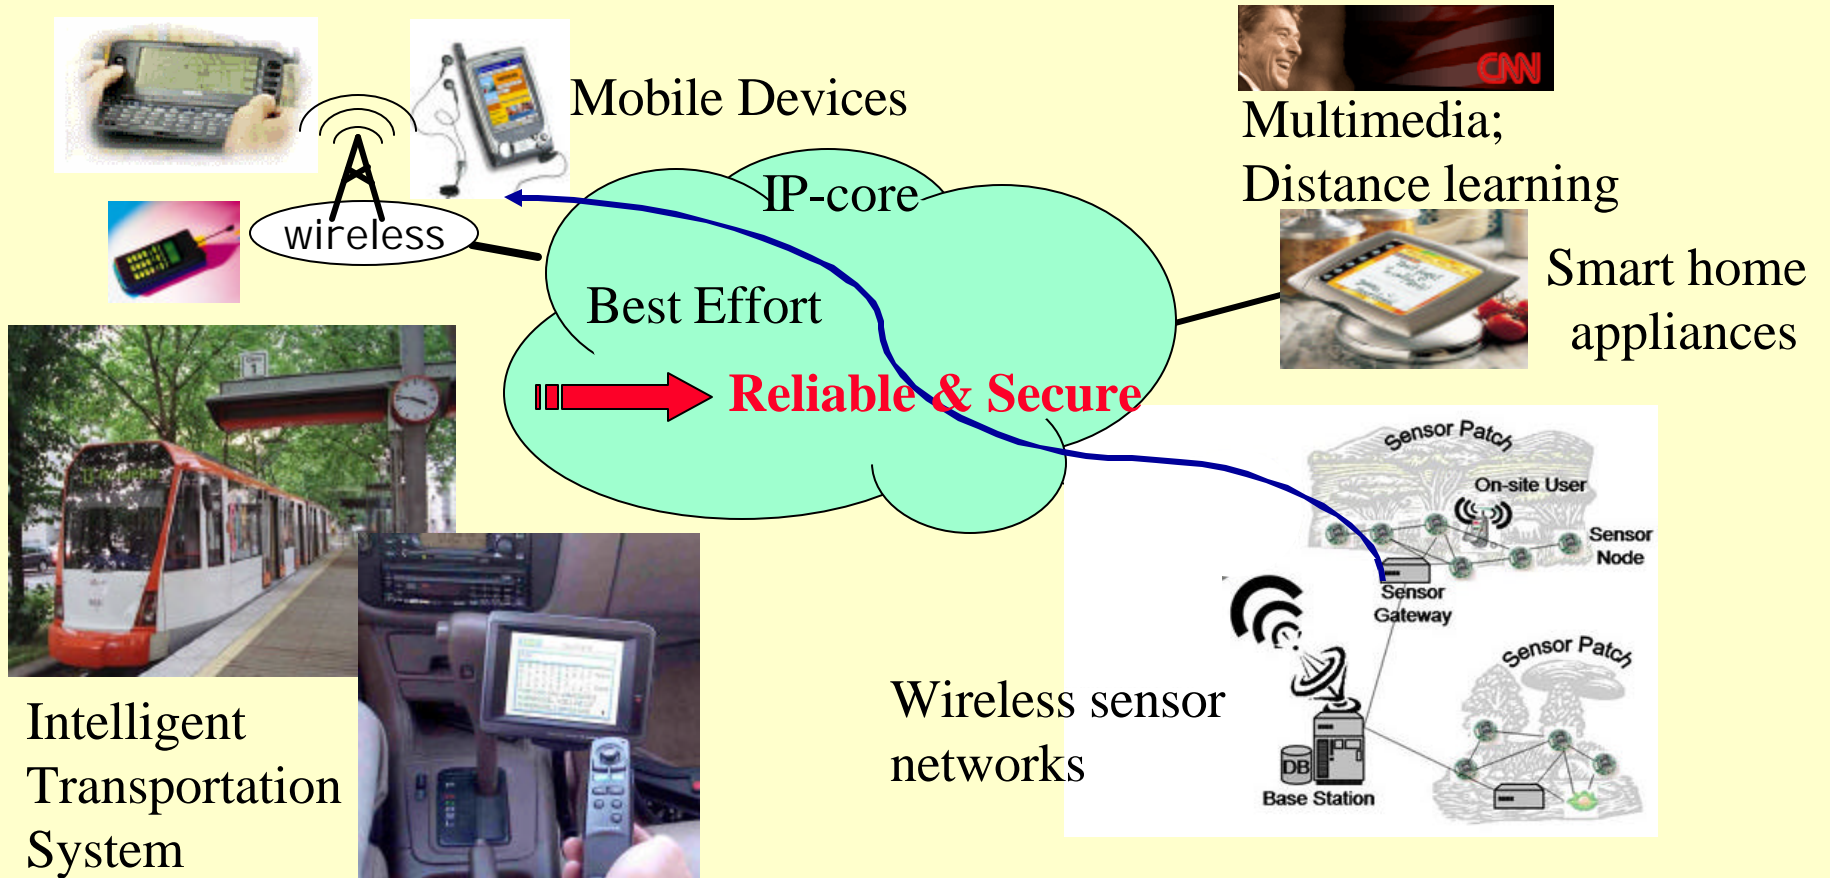 Mobile Devices
CNN
Multimedia;
Distance learning
IP-core
wireless
Smart home
appliances
Best Effort
Reliable & Secure
1
Sensor Patch
On-site User
Sensor
Node
Sensor
Gateway
Sensor Patch
Wireless sensor
networks
DB
Base Station
Intelligent
Transportation
System